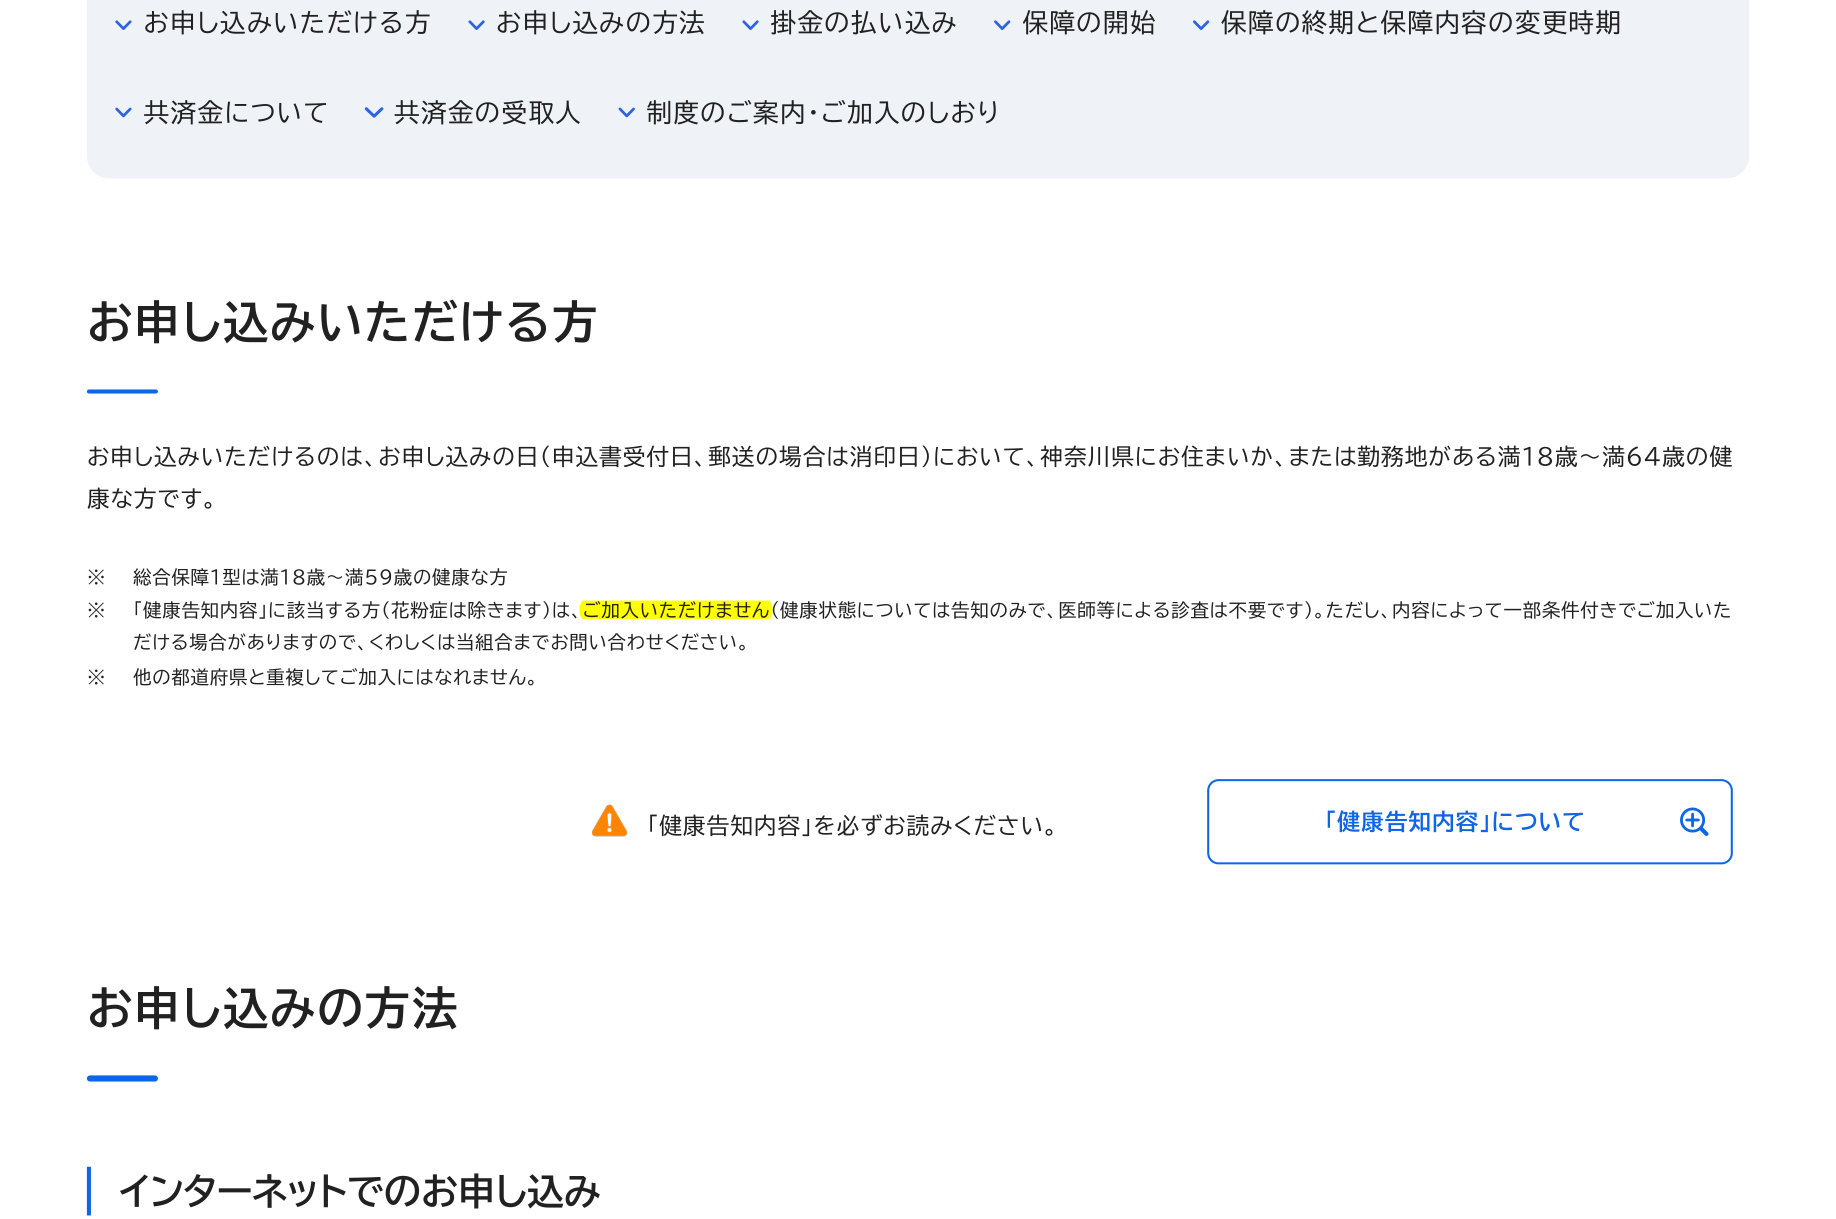 お申し込みいただける方 お申し込みの方法 掛金の払い込み 保障の開始 保障の終期と保障内容の変更時期
共済金について 共済金の受取人 制度のご案内・ご加入のしおり
お申し込みいただける方
お申し込みいただけるのは、お申し込みの日（申込書受付日、郵送の場合は消印日）において、神奈川県にお住まいか、または勤務地がある満18歳～満64歳の健
康な方です。
※ 総合保障1型は満18歳～満59歳の健康な方
※ 「健康告知内容」に該当する方（花粉症は除きます）は、ご加入いただけません（健康状態については告知のみで、医師等による診査は不要です）。ただし、内容によって一部条件付きでご加入いた
だける場合がありますので、くわしくは当組合までお問い合わせください。
※ 他の都道府県と重複してご加入にはなれません。
「健康告知内容」を必ずお読みください。 「健康告知内容」について
お申し込みの方法
インターネットでのお申し込み